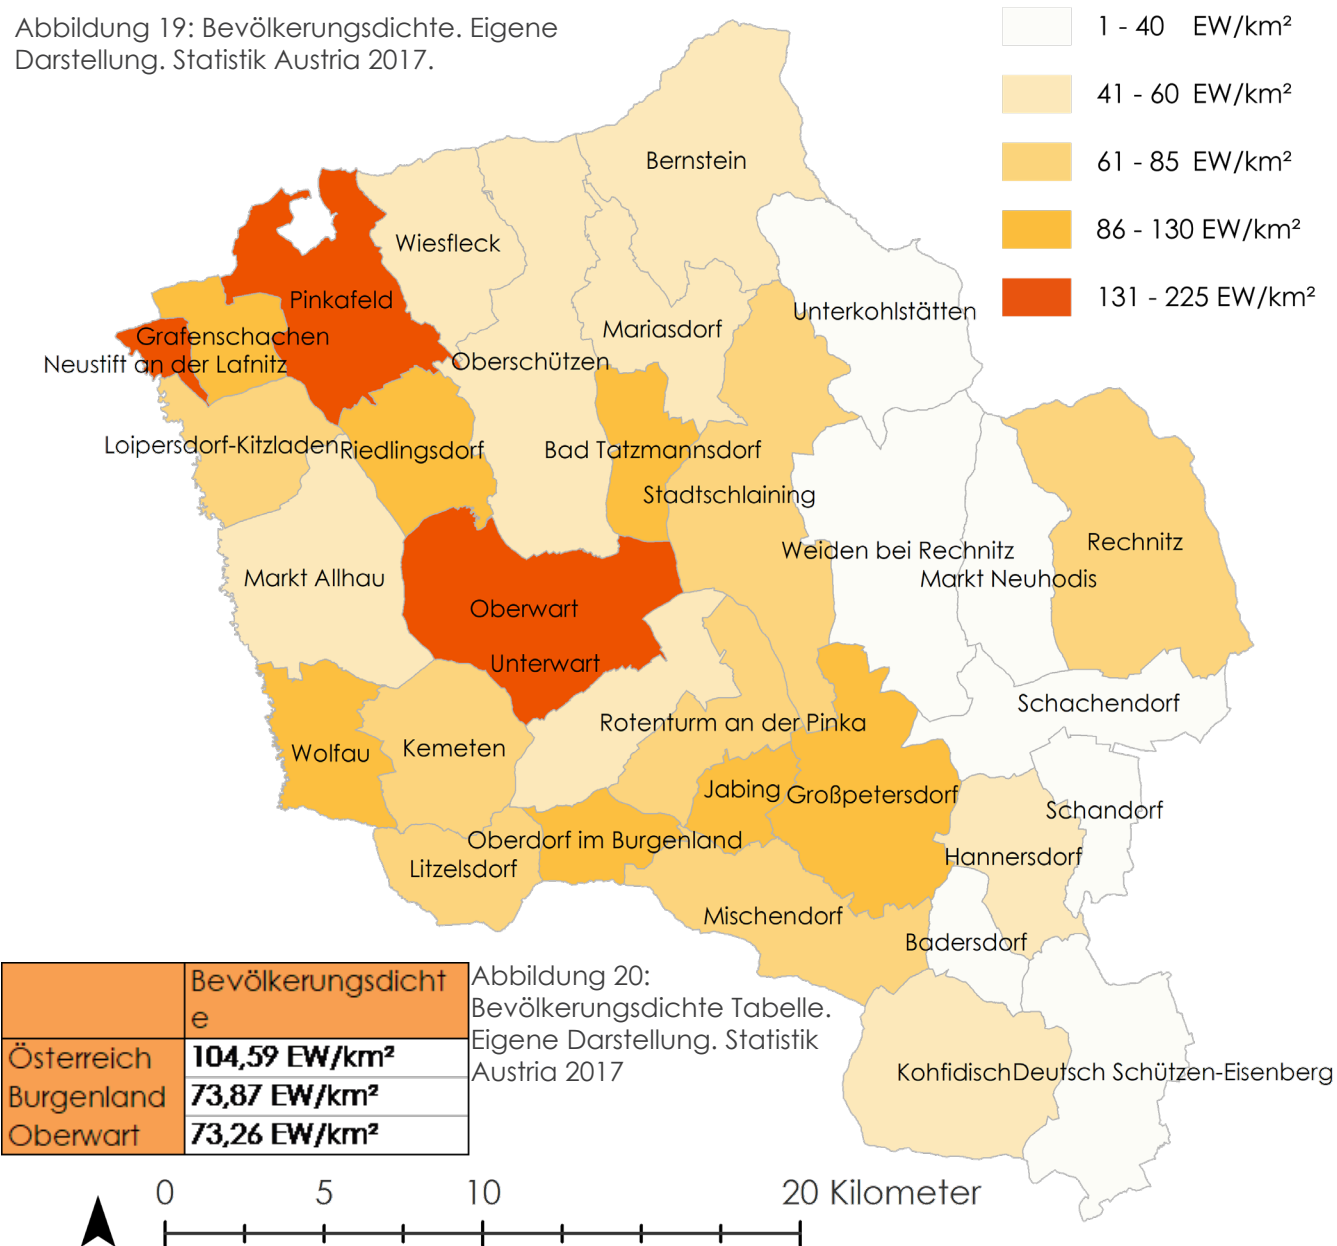 Abbildung 19: Bevölkerungsdichte. Eigene
Darstellung. Statistik Austria 2017.
1 - 40 EW/km²
41 - 60 EW/km²
61 - 85 EW/km²
86 - 130 EW/km²
131 - 225 EW/km²
Bernstein
Wiesfleck
Pinkafeld
Unterkohlstätten
Mariasdorf
Grafenschachen
Neustift an der Lafnitz
Oberschützen
Loipersdorf-Kitzladen
Riedlingsdorf
Bad Tatzmannsdorf
Stadtschlaining
Rechnitz
Weiden bei Rechnitz
Markt Neuhodis
Markt Allhau
Oberwart
Unterwart
Schachendorf
Rotenturm an der Pinka
Wolfau
Kemeten
Jabing
Großpetersdorf
Schandorf
Oberdorf im Burgenland
Hannersdorf
Litzelsdorf
Mischendorf
Badersdorf
Kohfidisch
Deutsch Schützen-Eisenberg
Bevölkerungsdicht
e
Österreich 104,59 EW/km²
Burgenland 73,87 EW/km²
Oberwart 73,26 EW/km²
Abbildung 20:
Bevölkerungsdichte Tabelle.
Eigene Darstellung. Statistik
Austria 2017
0 5 10 20 Kilometer